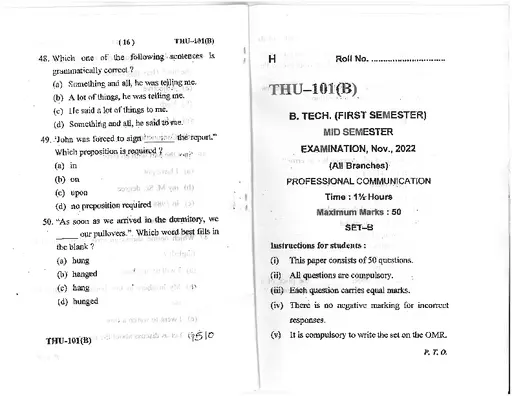 ( 16 ) THU-101(B)
48. Which one of the following sentences is
grammatically correct ?
(a) Something and all, he was telling me.
(b) A lot of things, he was telling me.
(c) He said a lot of things to me.
(d) Something and all, he said to me.
49. "John was forced to sign ______ the report."
Which preposition is required ?
(a) in
(b) on
(c) upon
(d) no preposition required
50. "As soon as we arrived in the dormitory, we
______ our pullovers.". Which word best fills in
the blank ?
(a) hung
(b) hanged
(c) hang
(d) hunged
THU-101(B) 9510
H Roll No. ..............................
THU-101(B)
B. TECH. (FIRST SEMESTER)
MID SEMESTER
EXAMINATION, Nov., 2022
(All Branches)
PROFESSIONAL COMMUNICATION
Time : 1½ Hours
Maximum Marks : 50
SET-B
Instructions for students :
(i) This paper consists of 50 questions.
(ii) All questions are compulsory.
(iii) Each question carries equal marks.
(iv) There is no negative marking for incorrect
responses.
(v) It is compulsory to write the set on the OMR.
P. T. O.